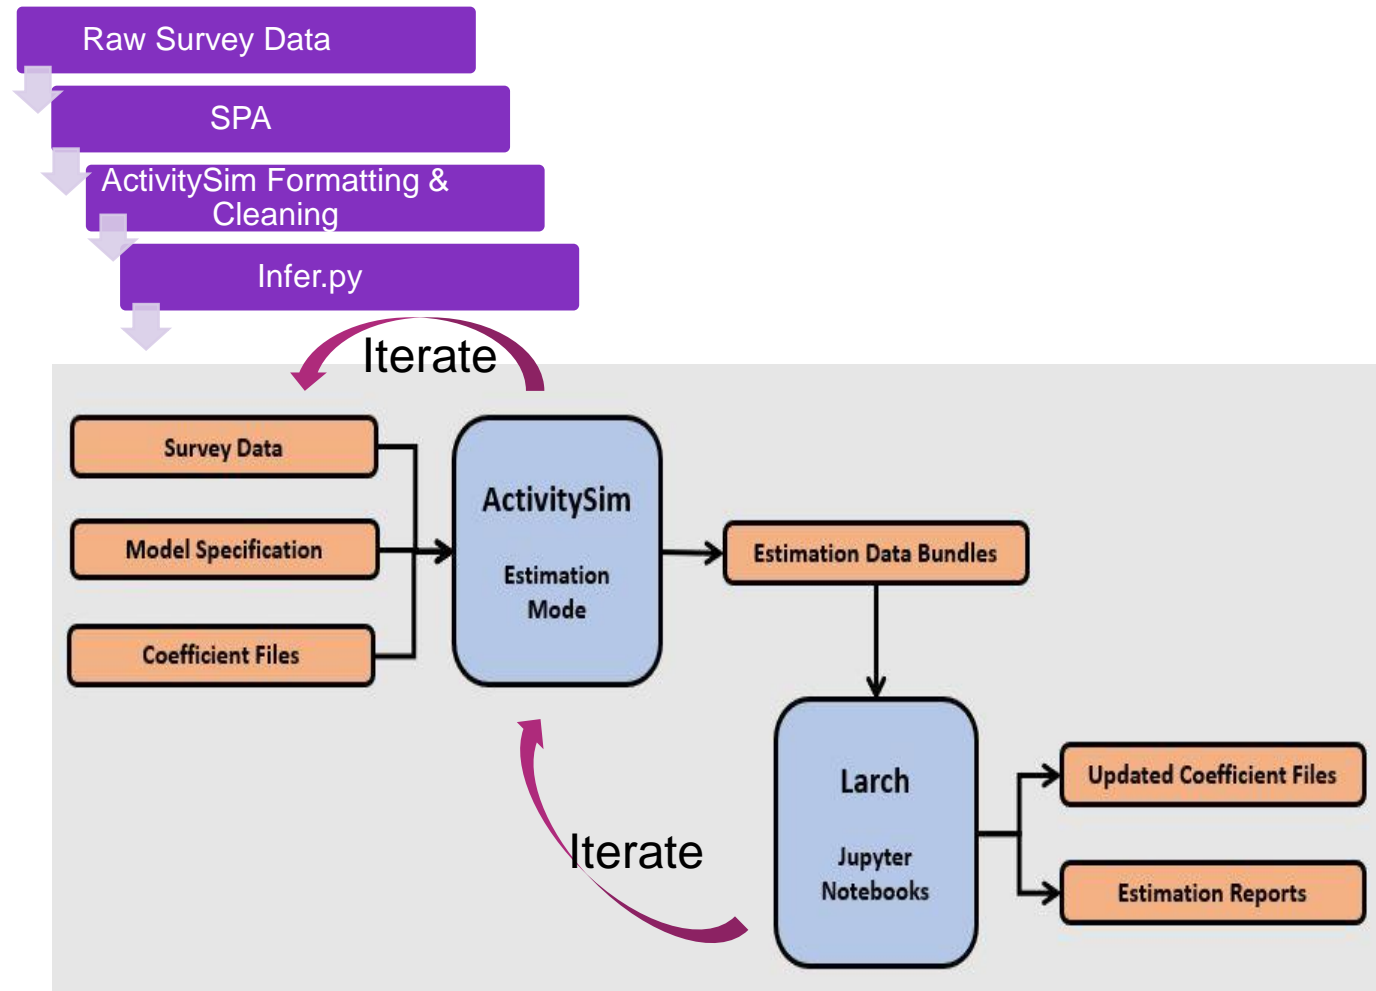 Raw Survey Data
SPA
ActivitySim Formatting &
Cleaning
Infer.py
Iterate
Survey Data
Model Specification
Coefficient Files
ActivitySim
Estimation
Mode
Estimation Data Bundles
Iterate
Larch
Jupyter
Notebooks
Updated Coefficient Files
Estimation Reports